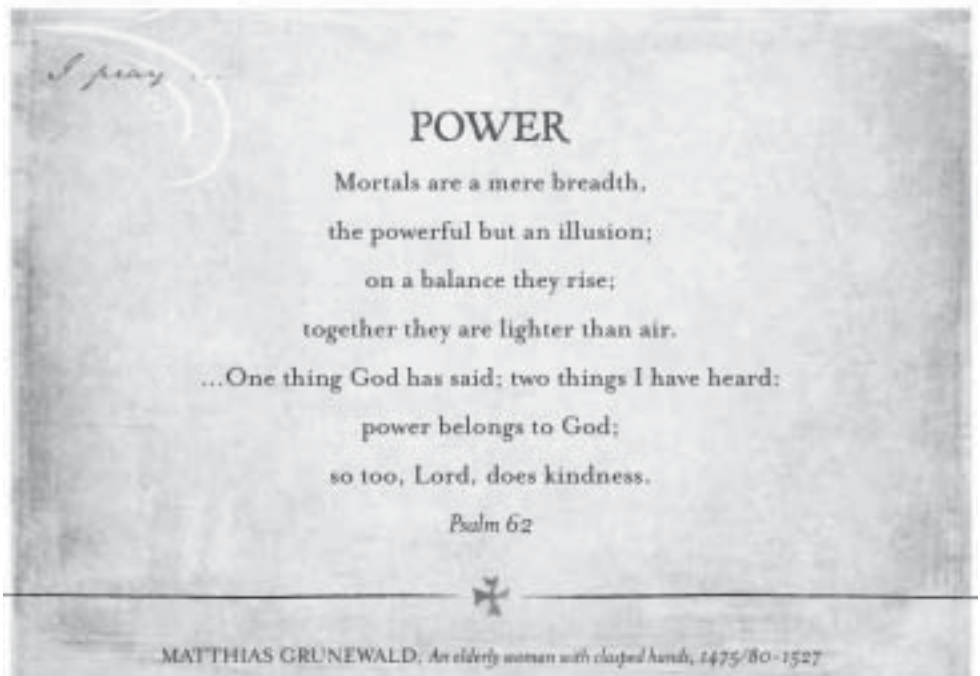 I pray ...
POWER
Mortals are a mere breadth,
the powerful but an illusion;
on a balance they rise;
together they are lighter than air.
...One thing God has said; two things I have heard:
power belongs to God;
so too, Lord, does kindness.
Psalm 62
MATTHIAS GRUNEWALD, An elderly woman with clasped hands, 1475/80-1527